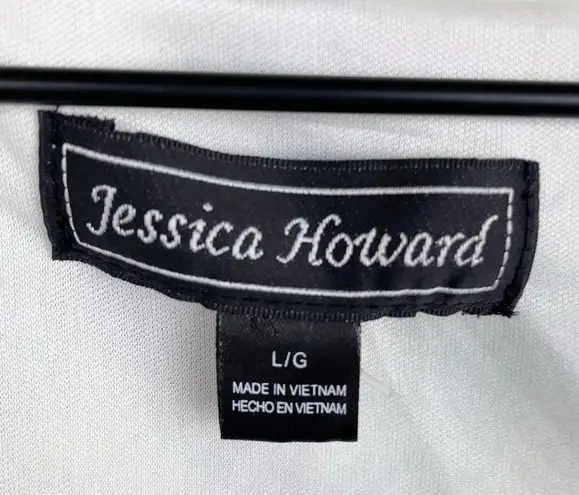 Jessica Howard
L/G
MADE IN VIETNAM
HECHO EN VIETNAM